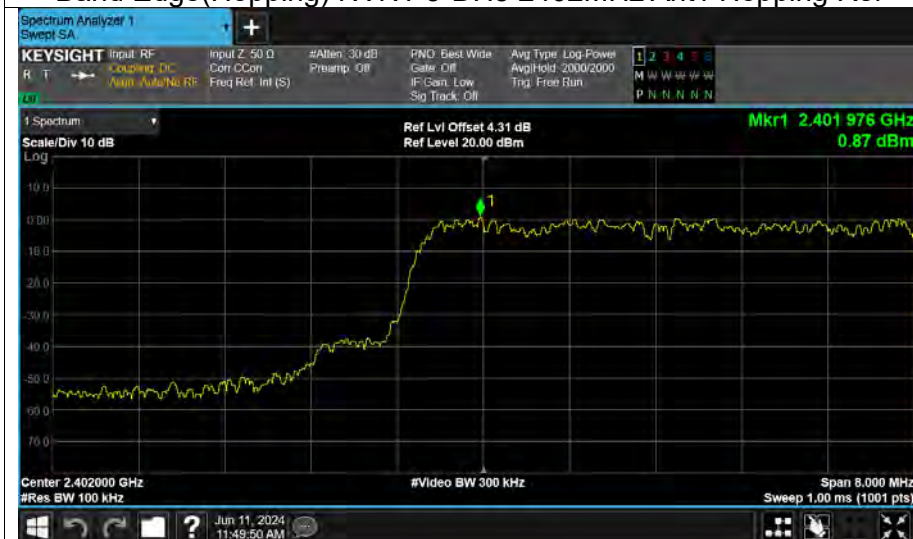 Spectrum Analyzer 1
Swept SA
+
KEYSIGHT Input: RF Input Z: 50 Ω #Atten: 30 dB PNO: Best Wide Avg Type: Log-Power 1 2 3 4 5 6
R T Coupling: DC Corr CCorr Preamp: Off Gate: Off Avg|Hold: 2000/2000 M W W W W W
Align: Auto/No RF Freq Ref: Int (S) IF Gain: Low Trig: Free Run
Sig Track: Off P N N N N N
1 Spectrum Ref Lvl Offset 4.31 dB Mkr1 2.401 976 GHz
Scale/Div 10 dB Ref Level 20.00 dBm 0.87 dBm
Log
10.0
0.00
1
-10.0
-20.0
-30.0
-40.0
-50.0
-60.0
-70.0
Center 2.402000 GHz #Video BW 300 kHz Span 8.000 MHz
#Res BW 100 kHz Sweep 1.00 ms (1001 pts)
? Jun 11, 2024
11:49:50 AM